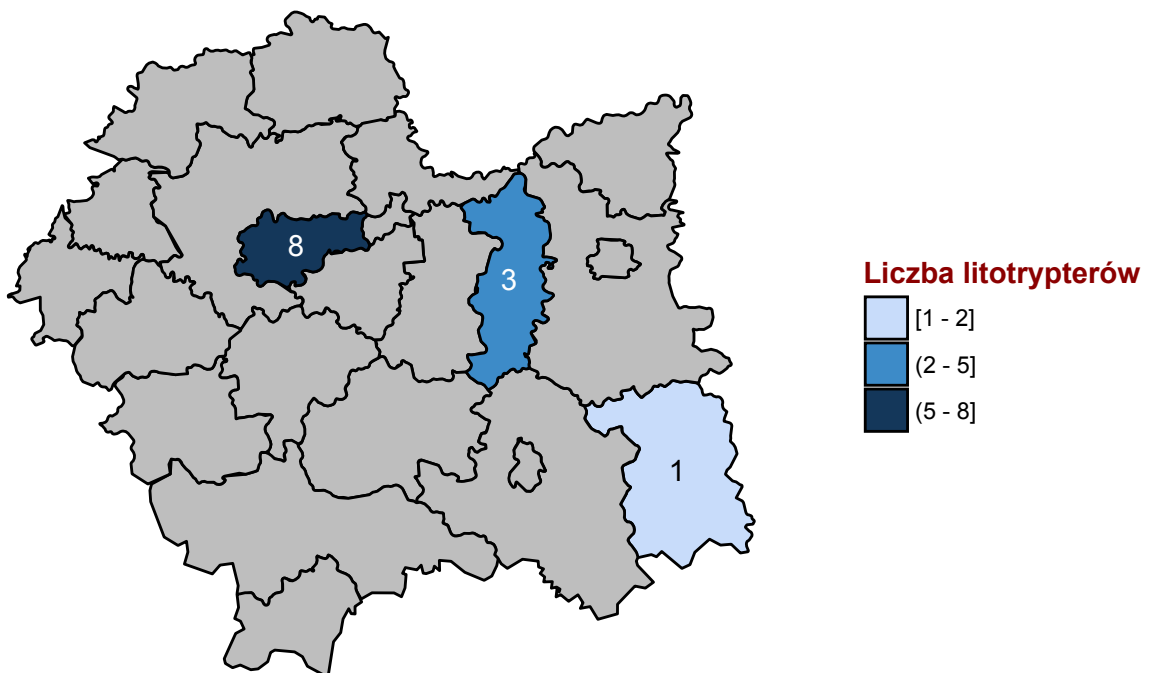 8
3
1
Liczba litotrypterów
[1 - 2]
(2 - 5]
(5 - 8]